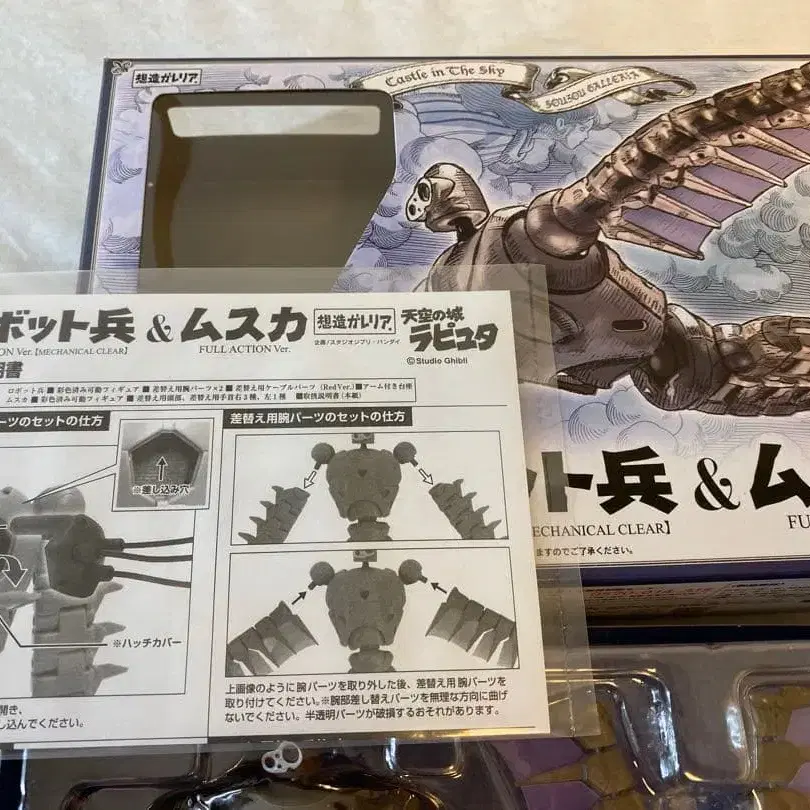 想造ガレリア
Castle in The Sky
SOUZOU GALLERIA
ボット兵 & ムスカ
ON Ver.【MECHANICAL CLEAR】
FULL ACTION Ver.
想造ガレリア
企画/スタジオジブリ・バンダイ
天空の城
ラピュタ
©Studio Ghibli
明書
ロボット兵 ■ 彩色済み可動フィギュア ■ 差替え用腕パーツ×2 ■ 差替え用ケーブルパーツ (RedVer.) ■アーム付き台座
ムスカ ■ 彩色済み可動フィギュア ■ 差替え用頭部、差替え用手首右3種、左1種 ■取扱説明書 (本紙)
ーツのセットの仕方
※差し込み穴
※ハッチカバー
開き、
し込んでください。
差替え用腕パーツのセットの仕方
上画像のように腕パーツを取り外した後、差替え用腕パーツを
取り付けてください。※腕部差し替えパーツを無理な方向に曲げ
ないでください。半透明パーツが破損するおそれがあります。
ット兵 & ム
MECHANICAL CLEAR】
FU
ますのでご了承ください。